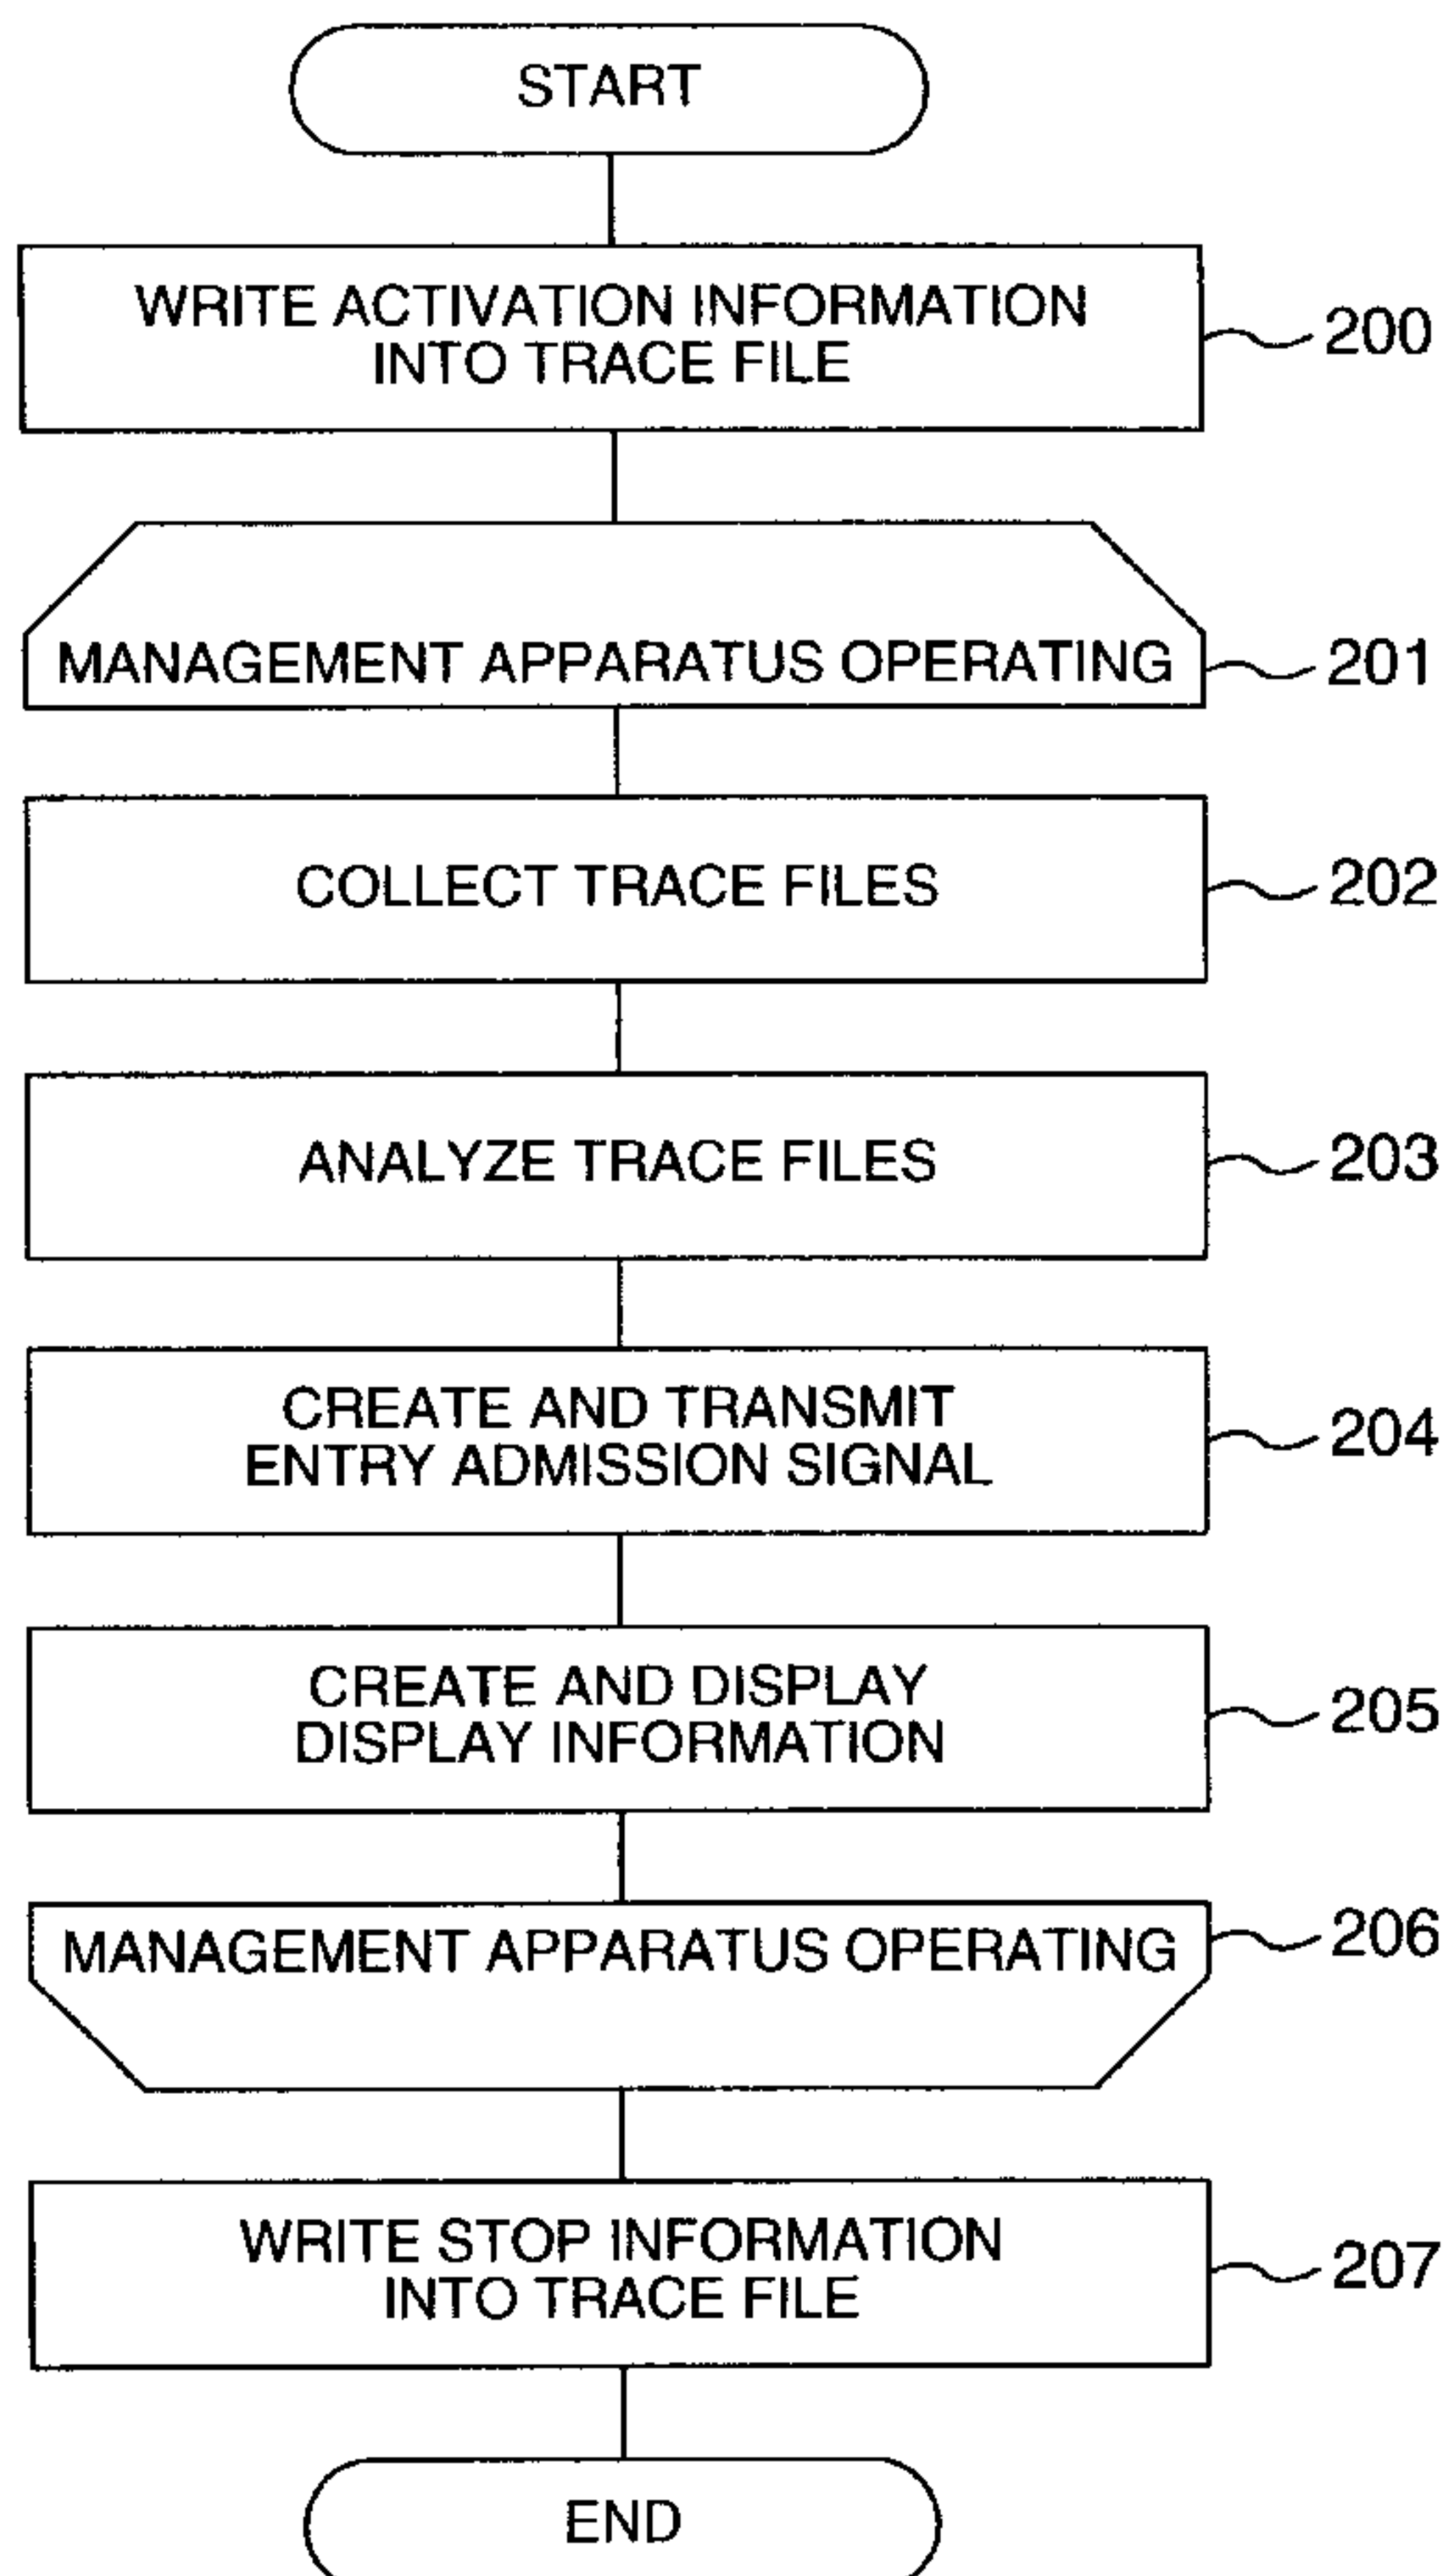 START
WRITE ACTIVATION INFORMATION
INTO TRACE FILE
200
MANAGEMENT APPARATUS OPERATING
201
COLLECT TRACE FILES
202
ANALYZE TRACE FILES
203
CREATE AND TRANSMIT
ENTRY ADMISSION SIGNAL
204
CREATE AND DISPLAY
DISPLAY INFORMATION
205
MANAGEMENT APPARATUS OPERATING
206
WRITE STOP INFORMATION
INTO TRACE FILE
207
END